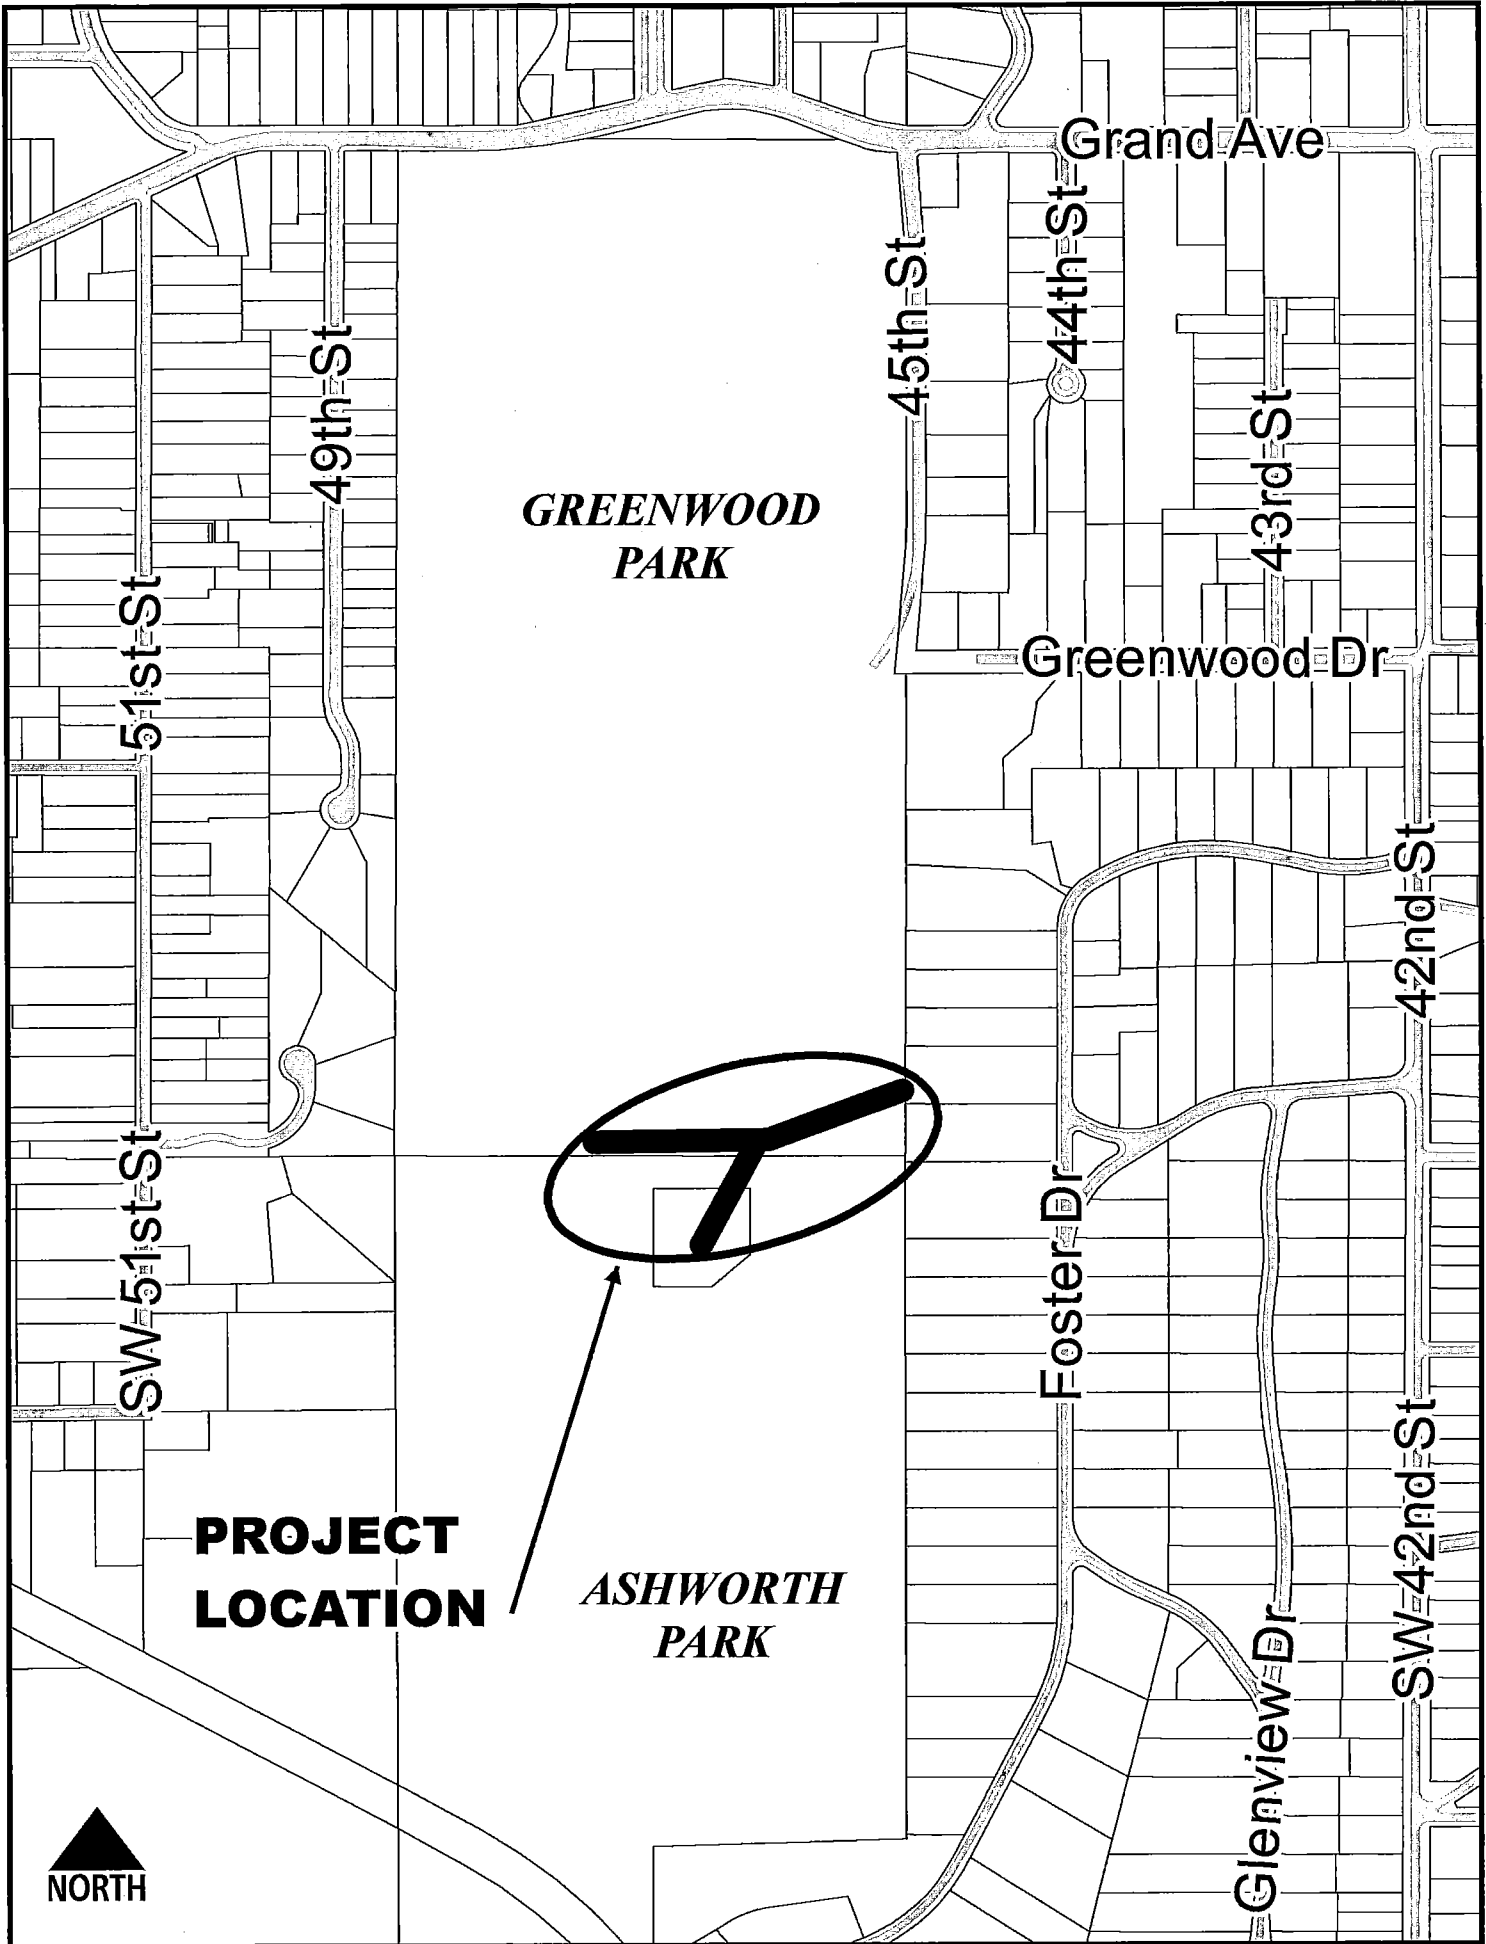 Grand Ave
45th St
44th St
49th St
43rd St
GREENWOOD
PARK
51st St
Greenwood Dr
42nd St
SW 51st St
Foster Dr
SW 42nd St
PROJECT
LOCATION
ASHWORTH
PARK
Glenview Dr
NORTH